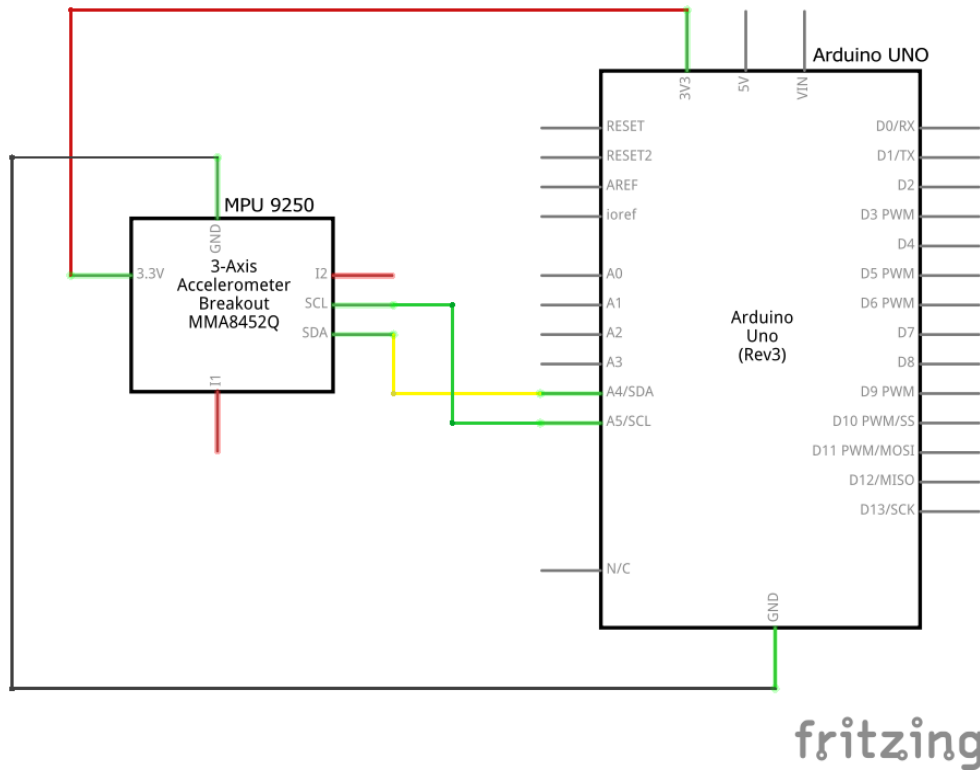 Arduino UNO
3V3
5V
VIN
RESET
RESET2
AREF
ioref
A0
A1
A2
A3
A4/SDA
A5/SCL
N/C
Arduino
Uno
(Rev3)
D0/RX
D1/TX
D2
D3 PWM
D4
D5 PWM
D6 PWM
D7
D8
D9 PWM
D10 PWM/SS
D11 PWM/MOSI
D12/MISO
D13/SCK
GND
MPU 9250
GND
3.3V
3-Axis
Accelerometer
Breakout
MMA8452Q
I2
SCL
SDA
I1
fritzing